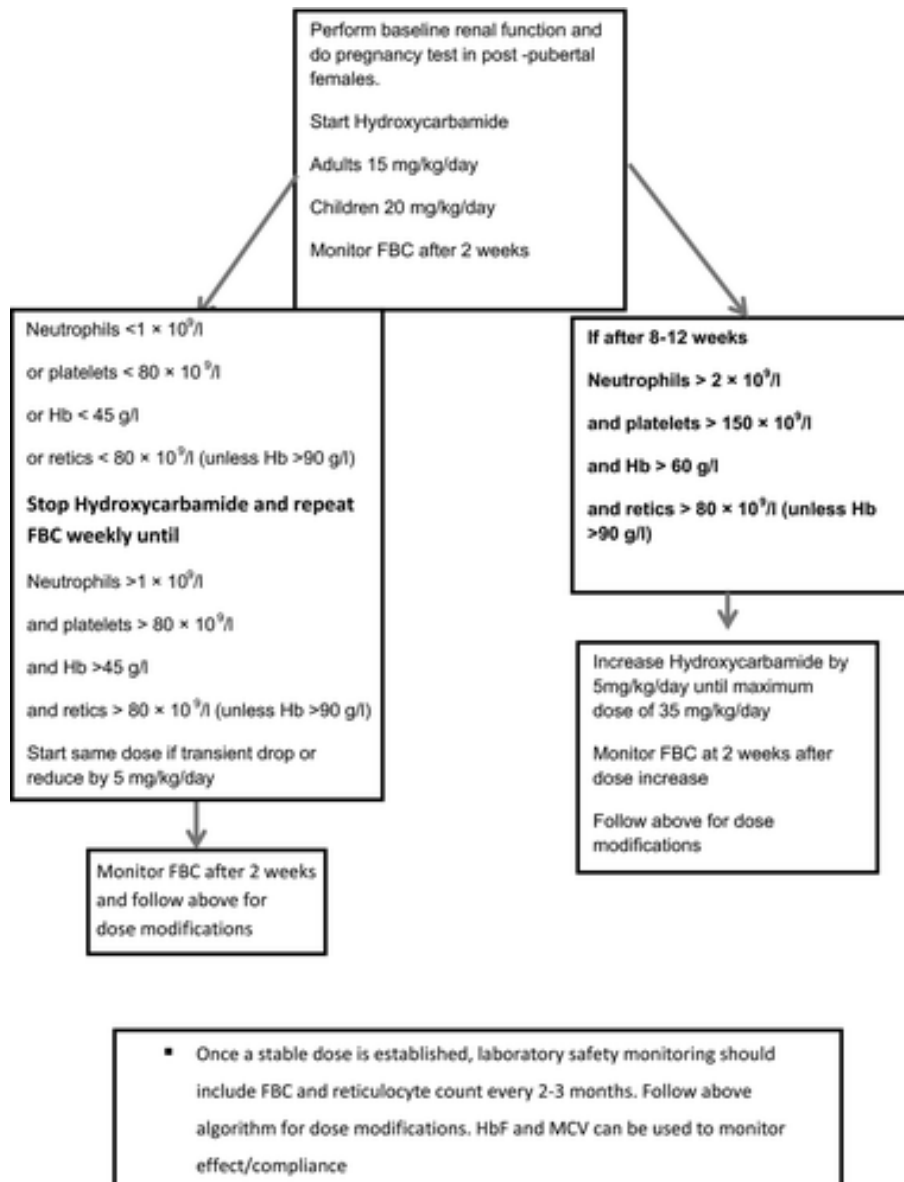 Perform baseline renal function and
do pregnancy test in post -pubertal
females.
Start Hydroxycarbamide
Adults 15 mg/kg/day
Children 20 mg/kg/day
Monitor FBC after 2 weeks
Neutrophils <1 × 10⁹/l
or platelets < 80 × 10 ⁹/l
or Hb < 45 g/l
or retics < 80 × 10⁹/l (unless Hb >90 g/l)
Stop Hydroxycarbamide and repeat
FBC weekly until
Neutrophils >1 × 10⁹/l
and platelets > 80 × 10⁹/l
and Hb >45 g/l
and retics > 80 × 10⁹/l (unless Hb >90 g/l)
Start same dose if transient drop or
reduce by 5 mg/kg/day
Monitor FBC after 2 weeks
and follow above for
dose modifications
If after 8-12 weeks
Neutrophils > 2 × 10⁹/l
and platelets > 150 × 10⁹/l
and Hb > 60 g/l
and retics > 80 × 10⁹/l (unless Hb
>90 g/l)
Increase Hydroxycarbamide by
5mg/kg/day until maximum
dose of 35 mg/kg/day
Monitor FBC at 2 weeks after
dose increase
Follow above for dose
modifications
▪ Once a stable dose is established, laboratory safety monitoring should
include FBC and reticulocyte count every 2-3 months. Follow above
algorithm for dose modifications. HbF and MCV can be used to monitor
effect/compliance